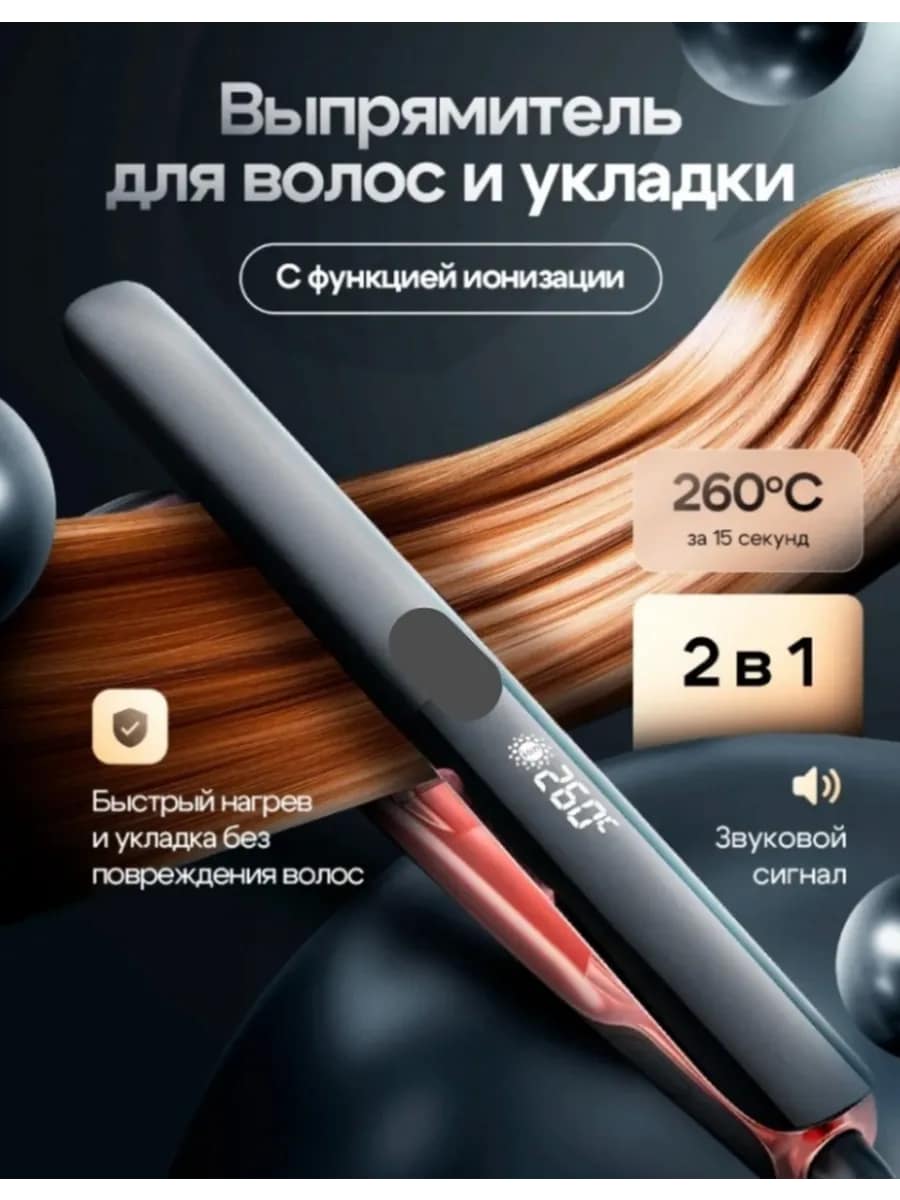 Выпрямитель
для волос и укладки
С функцией ионизации
260°С
за 15 секунд
2 в 1
260°C
Быстрый нагрев
и укладка без
повреждения волос
Звуковой
сигнал